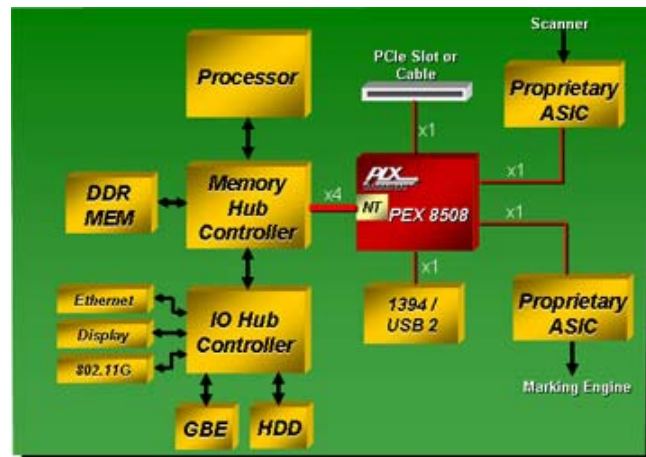 Scanner
PCIe Slot or
Cable
Processor
Proprietary
ASIC
x1
PLX
x1
DDR
MEM
Memory
Hub
Controller
x4
NT
PEX 8508
x1
x1
Ethernet
Display
802.11G
IO Hub
Controller
1394 /
USB 2
Proprietary
ASIC
GBE
HDD
Marking Engine